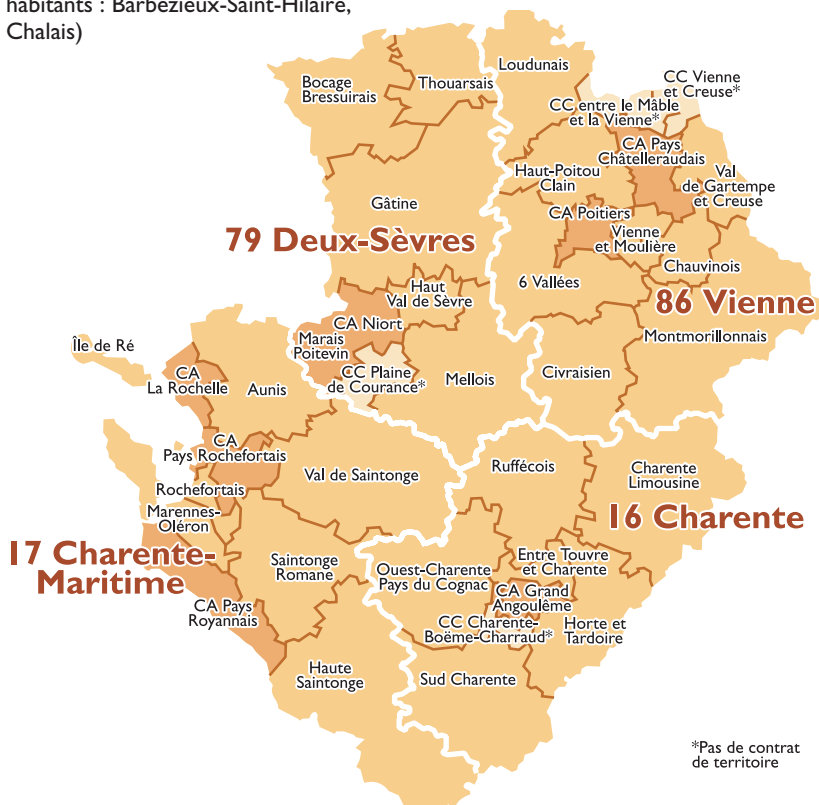 habitants : Barbezieux-Saint-Hilaire,
Chalais)
Bocage
Bressuirais
Thouarsais
Loudunais
CC Vienne
et Creuse*
CC entre le Mâble
et la Vienne*
CA Pays
Châtelleraudais
Haut-Poitou
Clain
Val
de Gartempe
et Creuse
Gâtine
CA Poitiers
Vienne
et Moulière
79 Deux-Sèvres
Chauvinois
6 Vallées
86 Vienne
Haut
Val de Sèvre
CA Niort
Marais
Poitevin
Montmorillonnais
Île de Ré
CA
La Rochelle
Aunis
CC Plaine
de Courance*
Mellois
Civraisien
CA
Pays Rochefortais
Val de Saintonge
Ruffécois
Charente
Limousine
Rochefortais
Marennes-
Oléron
16 Charente
17 Charente-
Maritime
Saintonge
Romane
Ouest-Charente
Pays du Cognac
Entre Touvre
et Charente
CA Grand
Angoulême
CA Pays
Royannais
CC Charente-
Boëme-Charraud*
Horte et
Tardoire
Haute
Saintonge
Sud Charente
*Pas de contrat
de territoire